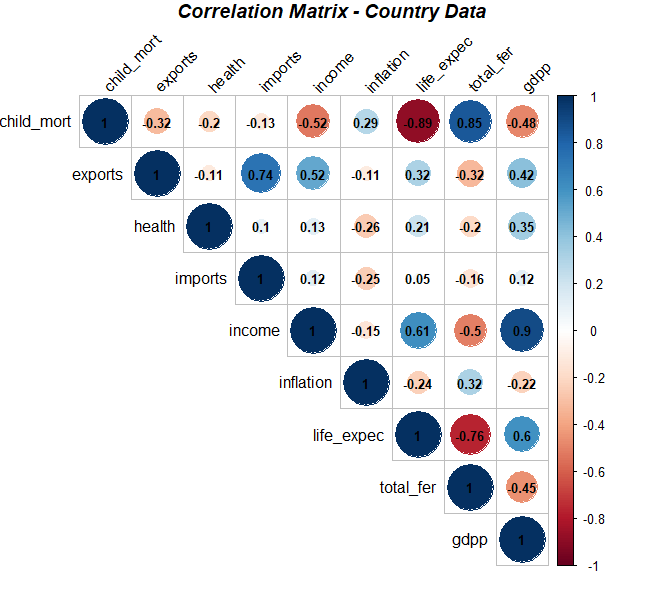 Correlation Matrix - Country Data
child_mort exports health imports income inflation life_expec total_fer gdpp
child_mort 1 -0.32 -0.2 -0.13 -0.52 0.29 -0.89 0.85 -0.48
exports 1 -0.11 0.74 0.52 -0.11 0.32 -0.32 0.42
health 1 0.1 0.13 -0.26 0.21 -0.2 0.35
imports 1 0.12 -0.25 0.05 -0.16 0.12
income 1 -0.15 0.61 -0.5 0.9
inflation 1 -0.24 0.32 -0.22
life_expec 1 -0.76 0.6
total_fer 1 -0.45
gdpp 1
1
0.8
0.6
0.4
0.2
0
-0.2
-0.4
-0.6
-0.8
-1